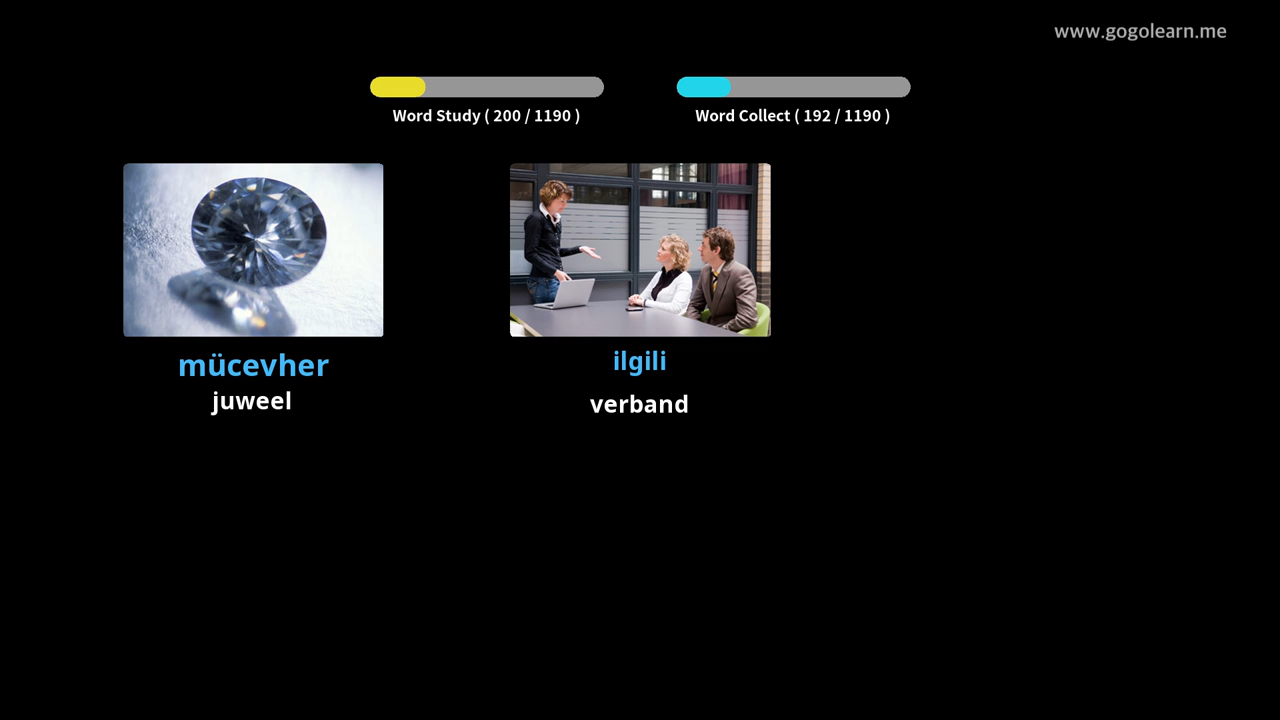 www.gogolearn.me
Word Study ( 200 / 1190 )
Word Collect ( 192 / 1190 )
mücevher
juweel
ilgili
verband